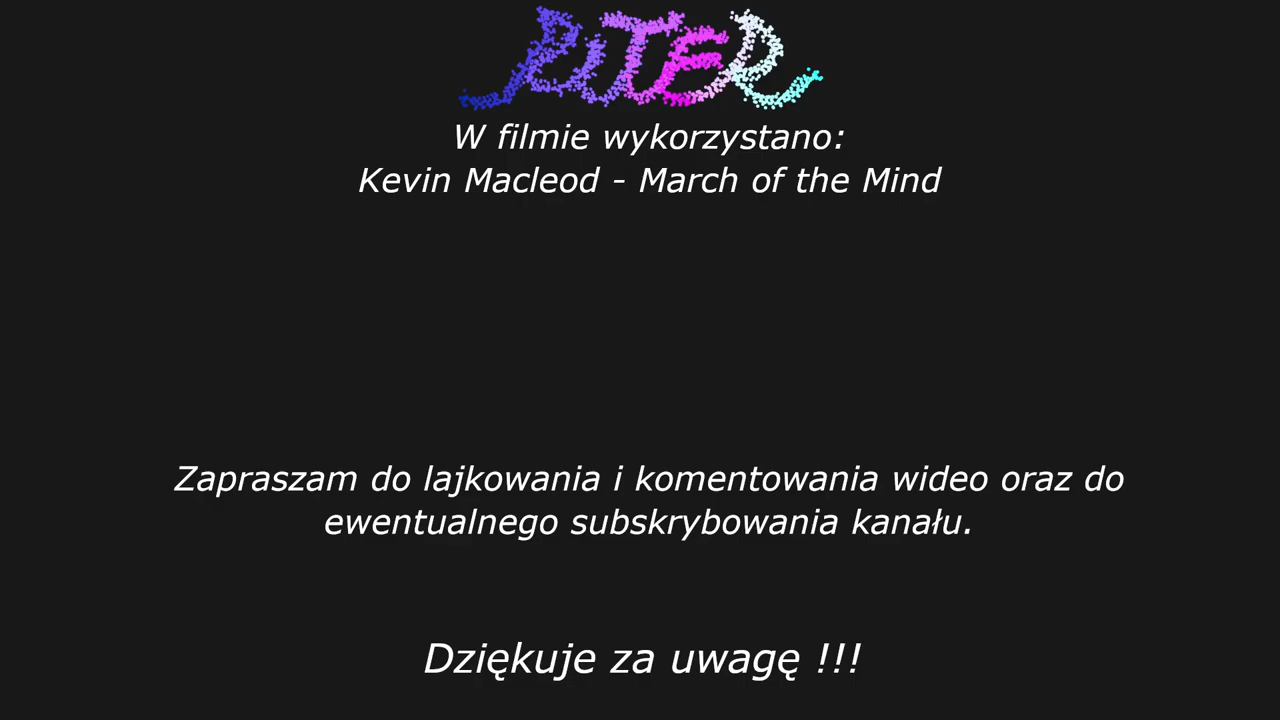 RITER
W filmie wykorzystano:
Kevin Macleod - March of the Mind
Zapraszam do lajkowania i komentowania wideo oraz do
ewentualnego subskrybowania kanału.
Dziękuje za uwagę !!!